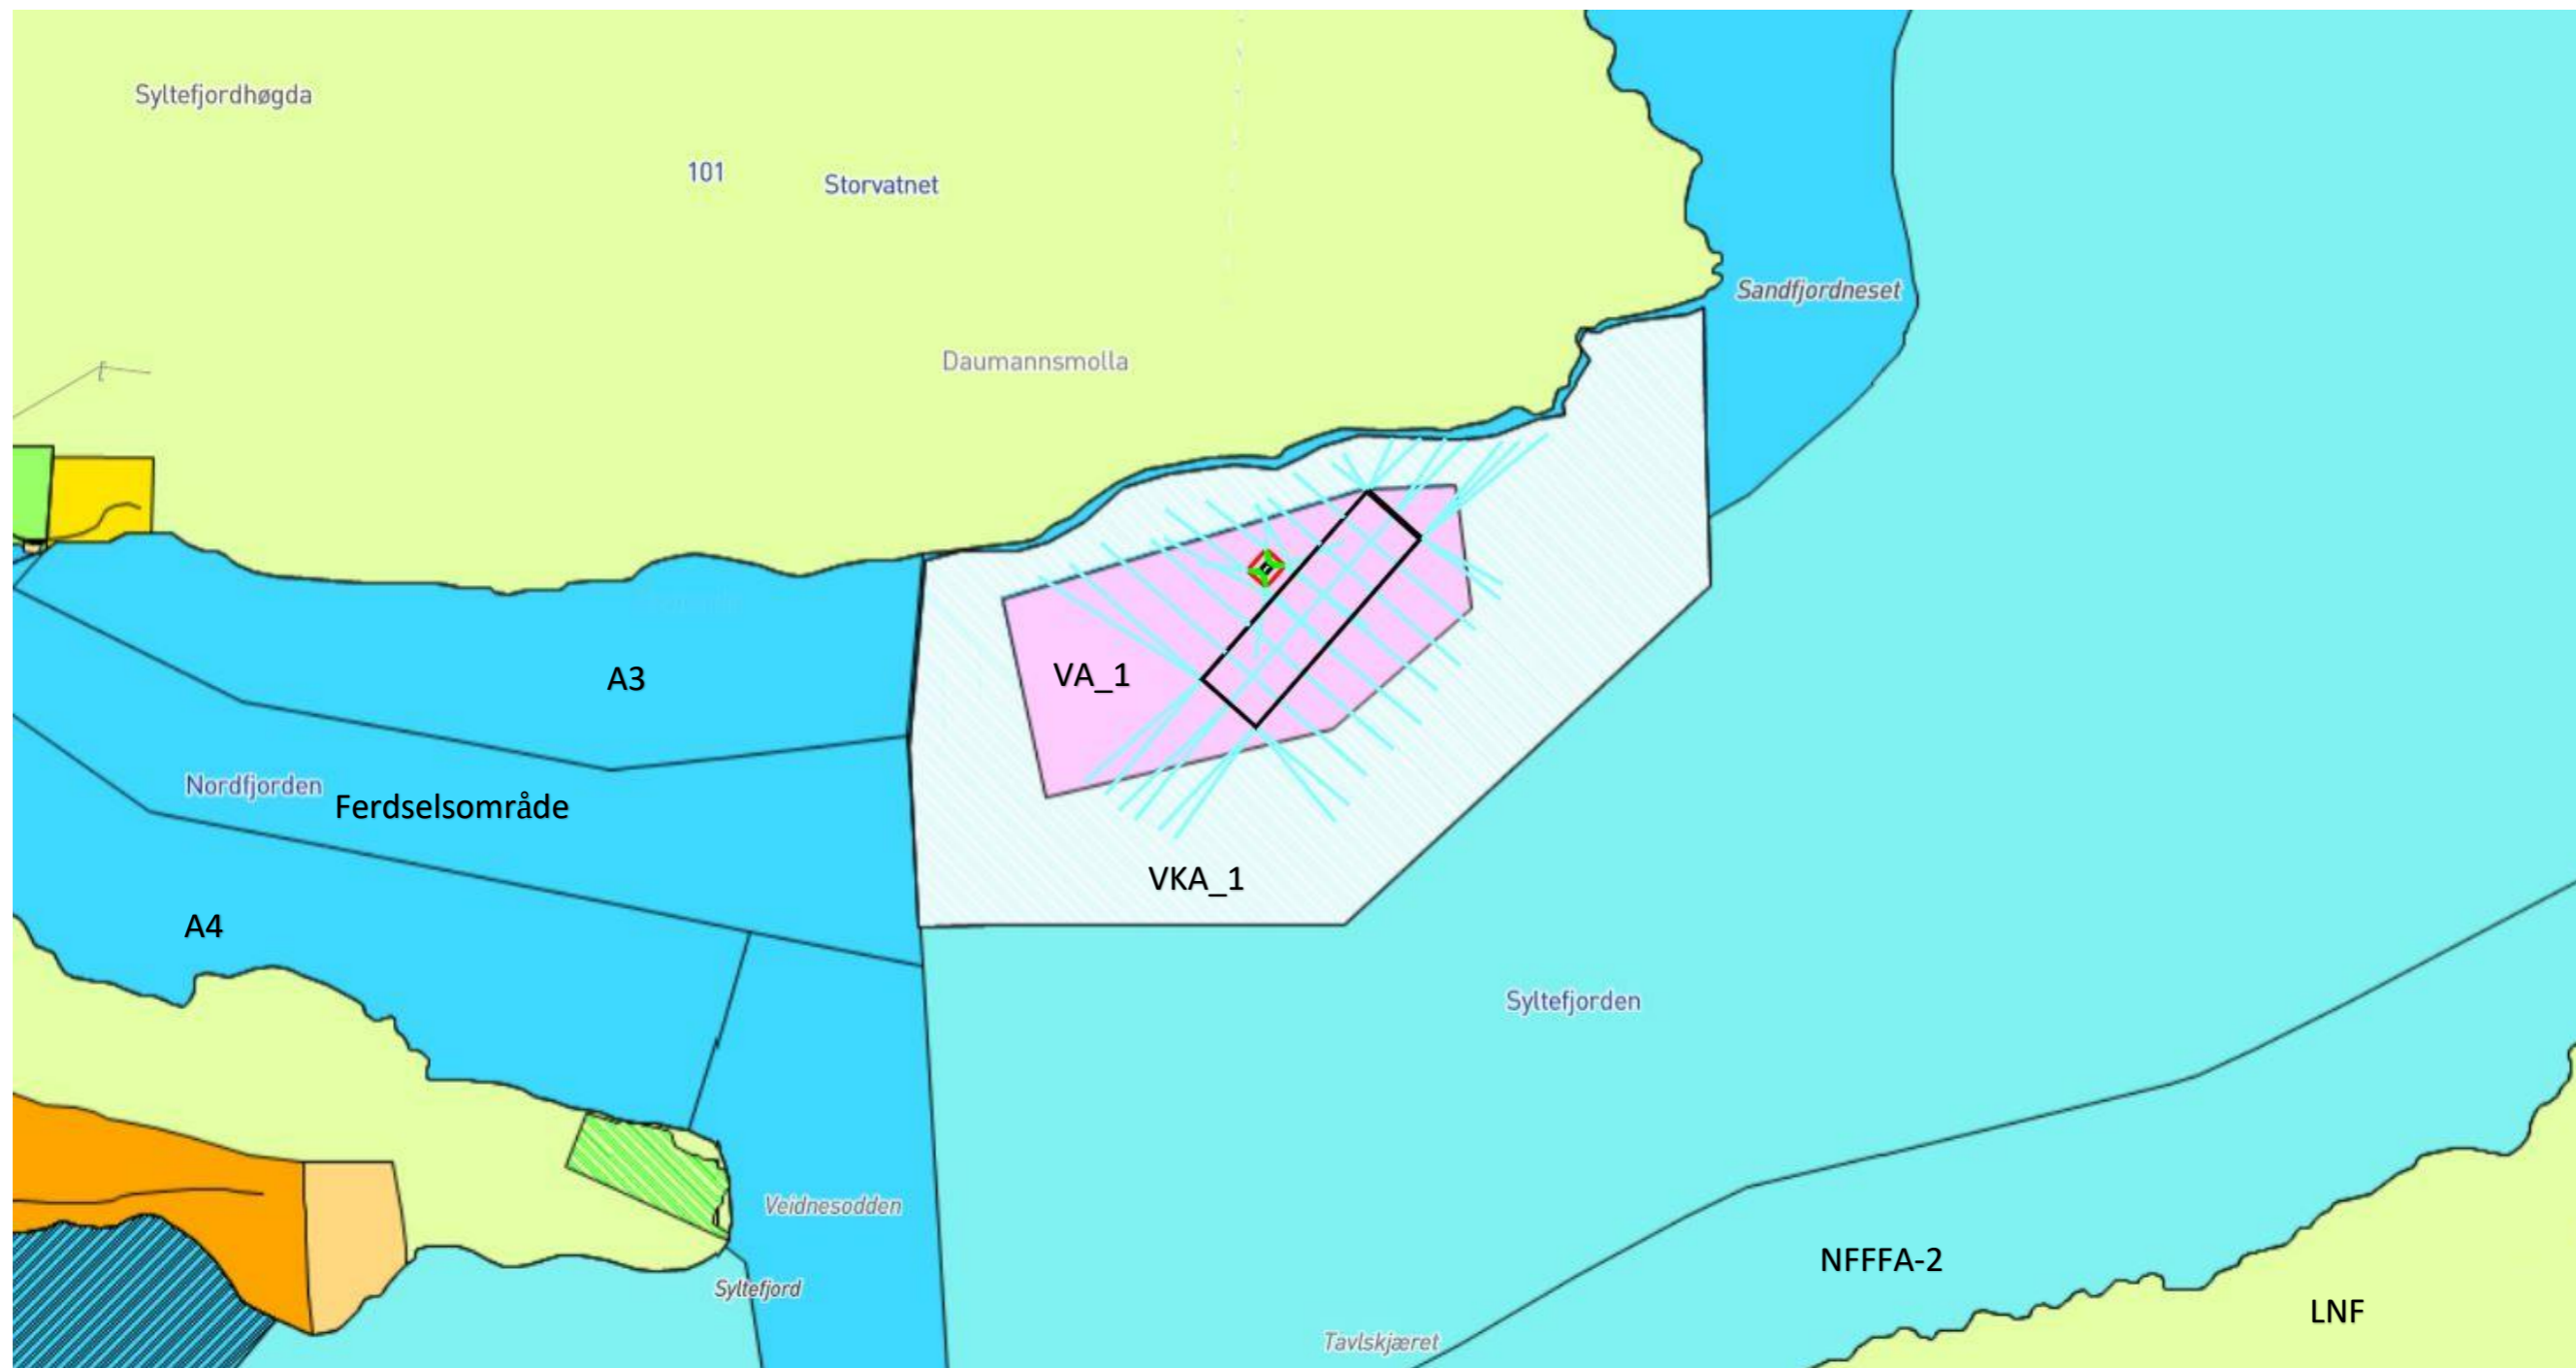 Syltefjordhøgda
101
Storvatnet
Sandfjordneset
Daumannsmolla
A3
VA_1
Nordfjorden
Ferdselsområde
VKA_1
A4
Syltefjorden
Veidnesodden
NFFFA-2
Syltefjord
LNF
Tavlskjæret